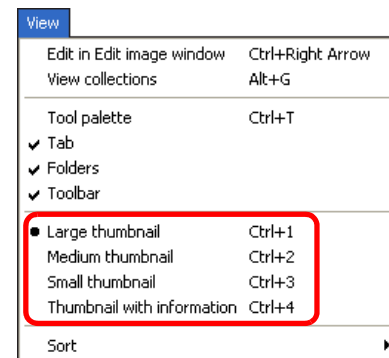 View
Edit in Edit image window Ctrl+Right Arrow
View collections Alt+G
Tool palette Ctrl+T
Tab
Folders
Toolbar
Large thumbnail Ctrl+1
Medium thumbnail Ctrl+2
Small thumbnail Ctrl+3
Thumbnail with information Ctrl+4
Sort